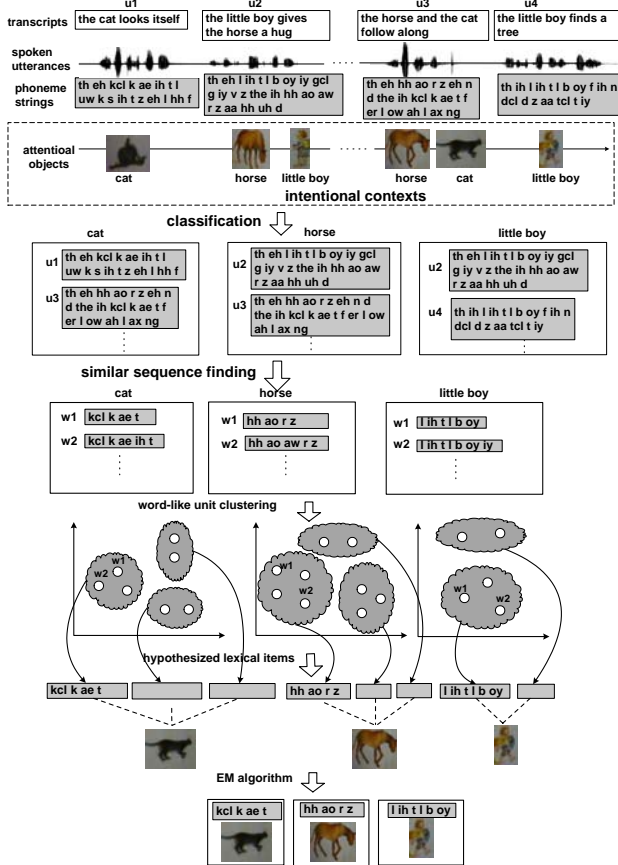 u1
u2
u3
u4
transcripts
the cat looks itself
the little boy gives
the horse a hug
the horse and the cat
follow along
the little boy finds a
tree
spoken
utterances
phoneme
strings
th eh kcl k ae ih t l
uw k s ih t z eh l hh f
th eh l i h t l b oy iy gcl
g iy v z the ih hh ao aw
r z aa hh uh d
th eh hh ao r z eh n
d the ih kcl k ae t f
er l ow ah l ax ng
th ih l ih t l b oy f ih n
dcl d z aa tcl t iy
attentional
objects
cat
horse
little boy
horse
cat
little boy
intentional contexts
classification
cat
horse
little boy
u1
th eh kcl k ae ih t l
uw k s ih t z eh l hh f
u3
th eh hh ao r z eh n
d the ih kcl k ae t f
er l ow ah l ax ng
u2
th eh l ih t l b oy iy gcl
g iy v z the ih hh ao aw
r z aa hh uh d
u3
th eh hh ao r z eh n d
the ih kcl k ae t f er l ow
ah l ax ng
u2
th eh l ih t l b oy iy gcl
g iy v z the ih hh ao aw
r z aa hh uh d
u4
th ih l ih t l b oy f ih n
dcl d z aa tcl t iy
similar sequence finding
cat
horse
little boy
w1
kcl k ae t
w2
kcl k ae ih t
w1
hh ao r z
w2
hh ao aw r z
w1
l ih t l b oy
w2
l ih t l b oy iy
word-like unit clustering
w1
w2
w1
w2
w1
w2
hypothesized lexical items
kcl k ae t
hh ao r z
l ih t l b oy
EM algorithm
kcl k ae t
hh ao r z
l ih t l b oy